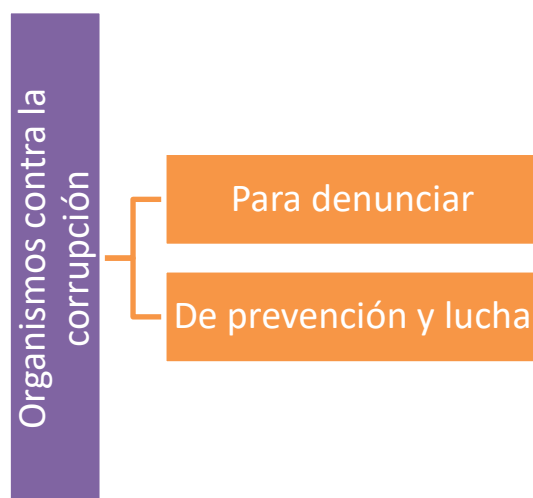 Organismos contra la
corrupción
Para denunciar
De prevención y lucha